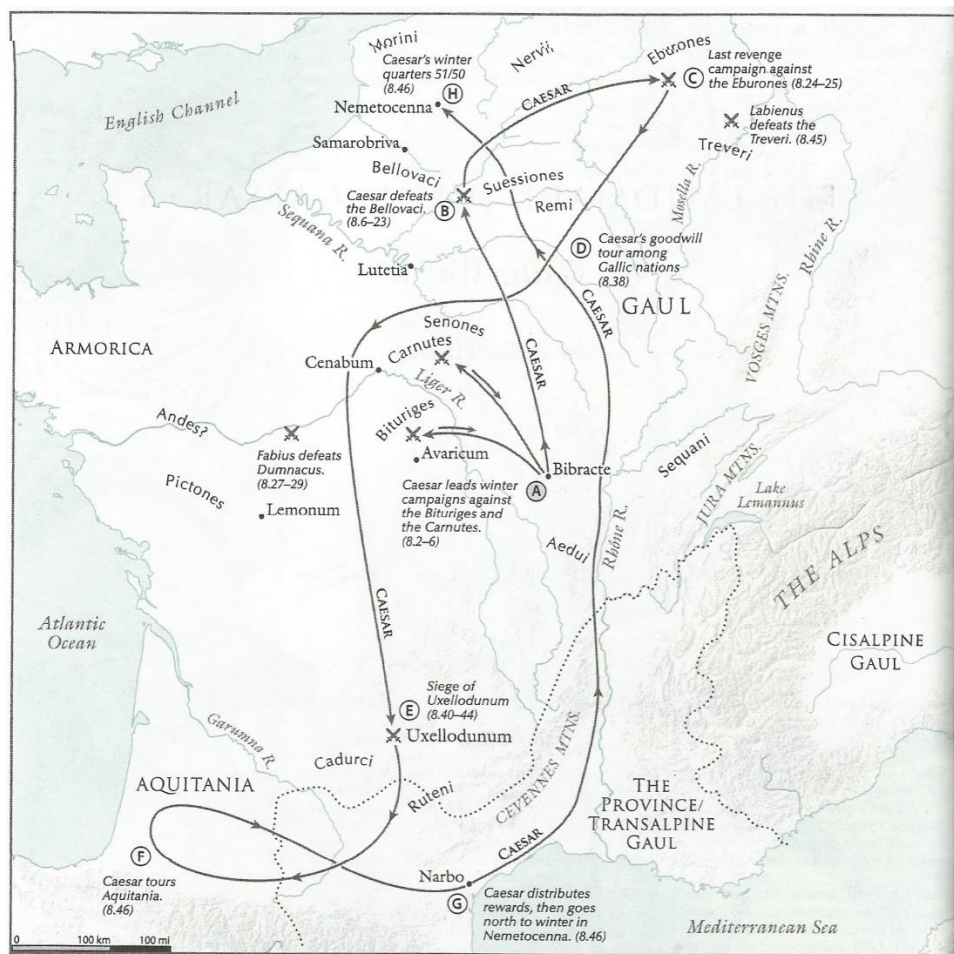 Morini
Caesar's winter
quarters 51/50
(8.46)
H
Nemetocenna
Nervii
CAESAR
Eburones
C
Last revenge
campaign against
the Eburones (8.24–25)
Labienus
defeats the
Treveri. (8.45)
Treveri
English Channel
Samarobriva
Bellovaci
Suessiones
Remi
Caesar defeats
the Bellovaci.
(8.6–23)
B
Mosella R.
Rhine R.
Sequana R.
Lutetia
D
Caesar's goodwill
tour among
Gallic nations
(8.38)
GAUL
CAESAR
VOSGES MTNS.
ARMORICA
Senones
Carnutes
Cenabum
CAESAR
Liger R.
Andes?
Bituriges
Avaricum
Fabius defeats
Dumnacus.
(8.27–29)
Pictones
Lemonum
Caesar leads winter
campaigns against
the Bituriges and
the Carnutes.
(8.2–6)
A
Bibracte
Sequani
JURA MTNS.
Lake
Lemannus
Aedui
Rhône R.
THE ALPS
CAESAR
Atlantic
Ocean
CISALPINE
GAUL
E
Siege of
Uxellodunum
(8.40–44)
Uxellodunum
Garumna R.
Cadurci
Ruteni
CEVENNES MTNS.
AQUITANIA
THE
PROVINCE/
TRANSALPINE
GAUL
F
Caesar tours
Aquitania.
(8.46)
CAESAR
Narbo
G
Caesar distributes
rewards, then goes
north to winter in
Nemetocenna. (8.46)
Mediterranean Sea
0 100 km 100 mi